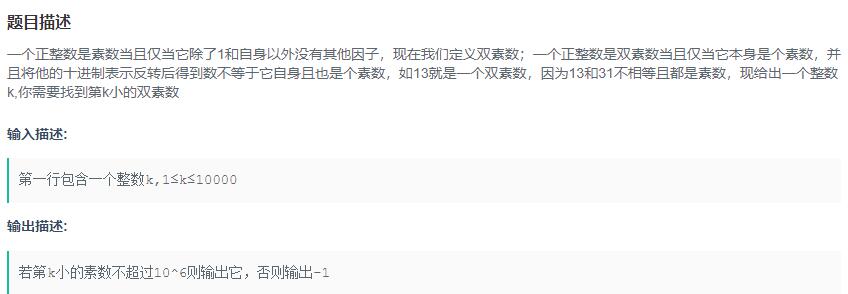 题目描述
一个正整数是素数当且仅当它除了1和自身以外没有其他因子，现在我们定义双素数；一个正整数是双素数当且仅当它本身是个素数，并
且将他的十进制表示反转后得到数不等于它自身且也是个素数，如13就是一个双素数，因为13和31不相等且都是素数，现给出一个整数
k,你需要找到第k小的双素数
输入描述:
第一行包含一个整数k,1≤k≤10000
输出描述:
若第k小的素数不超过10^6则输出它，否则输出-1